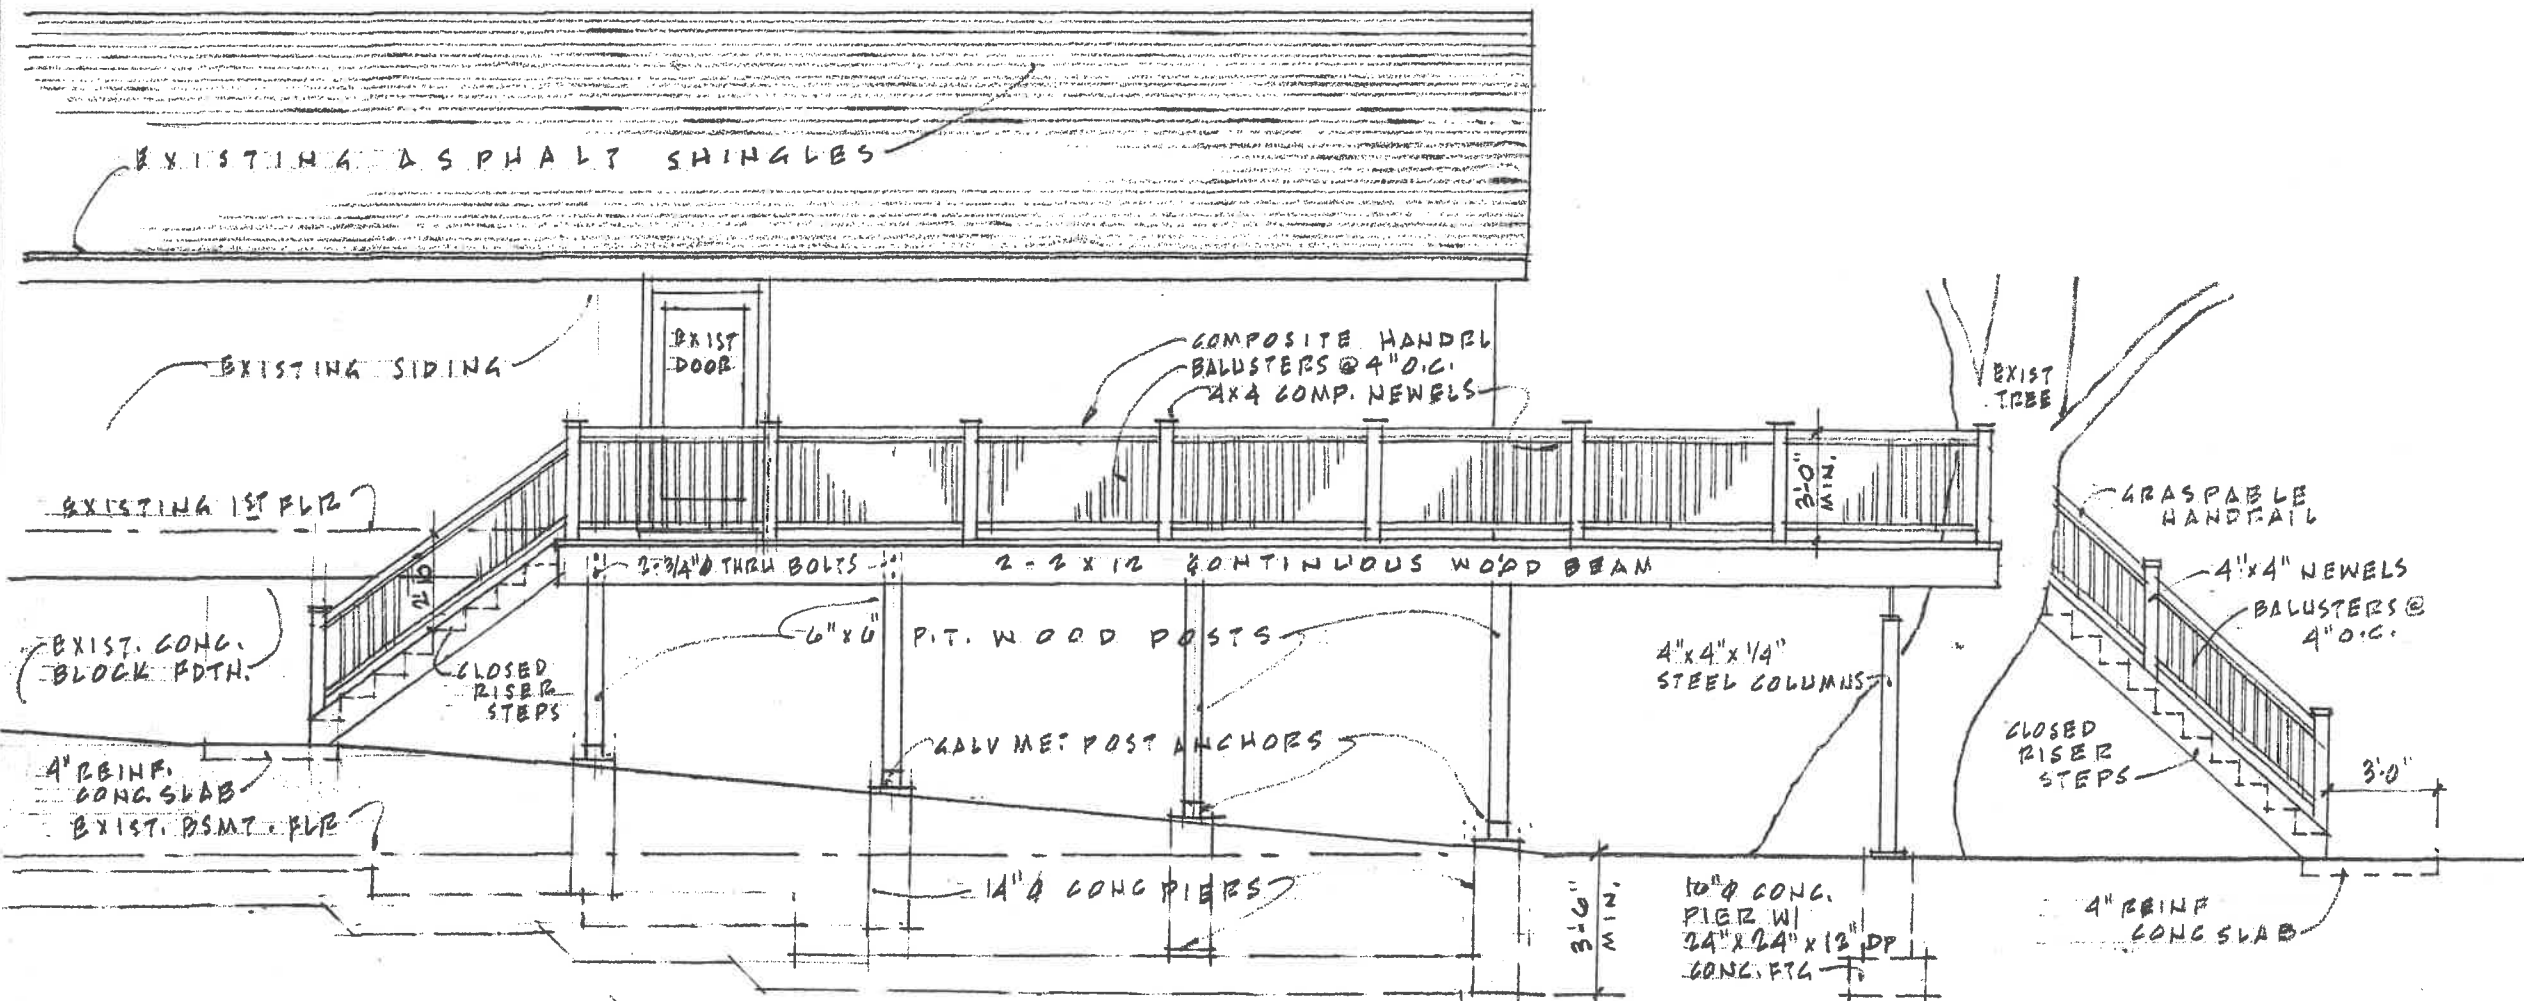 EXISTING ASPHALT SHINGLES
EXISTING SIDING
EXIST
DOOR
COMPOSITE HANDRL
BALUSTERS @ 4" O.C.
4x4 COMP. NEWELS
EXIST
TREE
EXISTING 1ST FLR
3'-0"
MIN.
GRASPABLE
HANDRAIL
2-3/4"Ø THRU BOLTS
2-2x12 CONTINUOUS WOOD BEAM
4"x4" NEWELS
BALUSTERS @
4" O.C.
EXIST. CONC.
BLOCK FDTN.
CLOSED
RISER
STEPS
6"x6" P.T. WOOD POSTS
4"x4"x1/4"
STEEL COLUMNS
GALV MET POST ANCHORS
CLOSED
RISER
STEPS
3'0"
4" REINF.
CONC. SLAB
EXIST. BSMT. FLR
14"Ø CONC PIERS
3'-6"
MIN.
10"Ø CONC.
PIER W/
24"x24"x12" DP
CONC. FTG
4" REINF
CONC SLAB